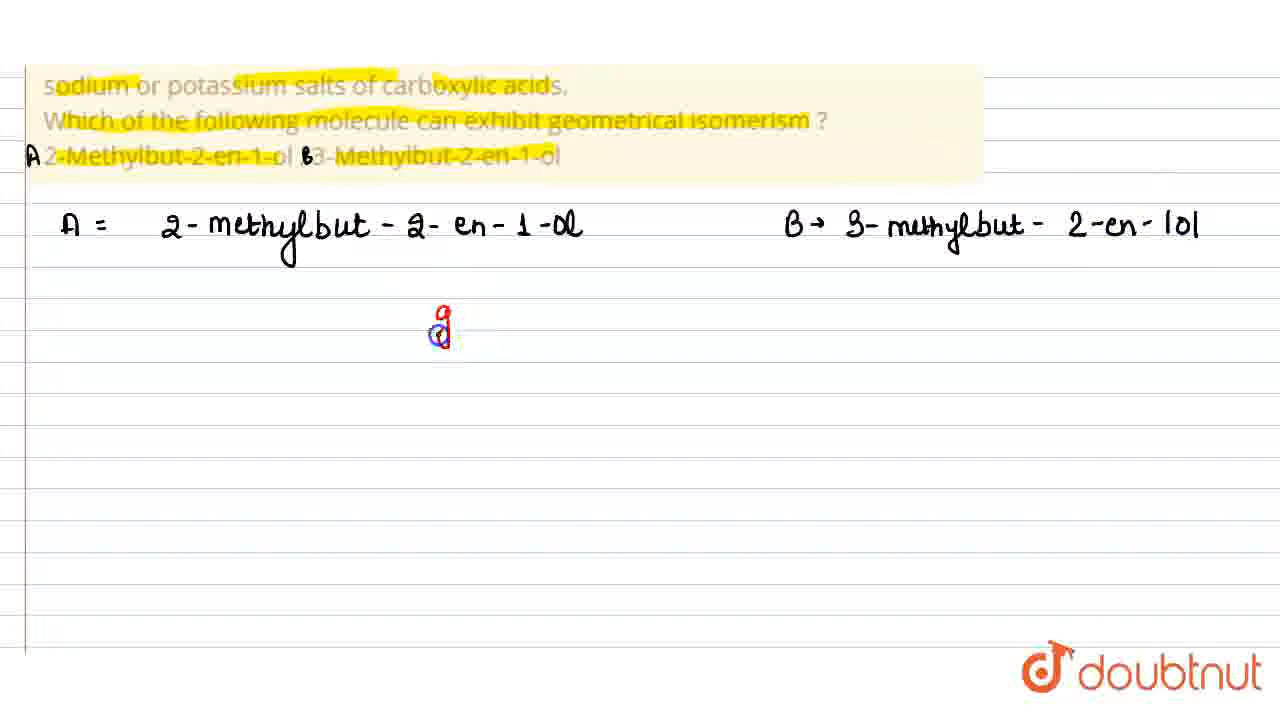 sodium or potassium salts of carboxylic acids.
Which of the following molecule can exhibit geometrical isomerism ?
A 2-Methylbut-2-en-1-ol B 3-Methylbut-2-en-1-ol
A = 2- methylbut - 2- en - 1 -ol B → 3- methylbut - 2-en - 1ol
g
doubtnut